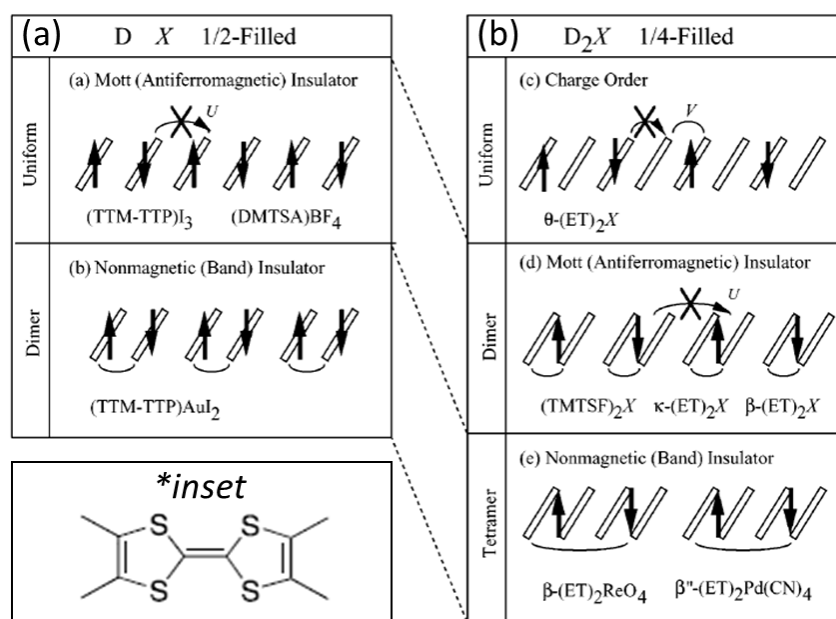 (a) D X 1/2-Filled
Uniform
(a) Mott (Antiferromagnetic) Insulator
U
(TTM-TTP)I3 (DMTSA)BF4
Dimer
(b) Nonmagnetic (Band) Insulator
(TTM-TTP)AuI2
*inset
S S
S S
(b) D2X 1/4-Filled
Uniform
(c) Charge Order
V
θ-(ET)2X
Dimer
(d) Mott (Antiferromagnetic) Insulator
U
(TMTSF)2X κ-(ET)2X β-(ET)2X
Tetramer
(e) Nonmagnetic (Band) Insulator
β-(ET)2ReO4 β"-(ET)2Pd(CN)4